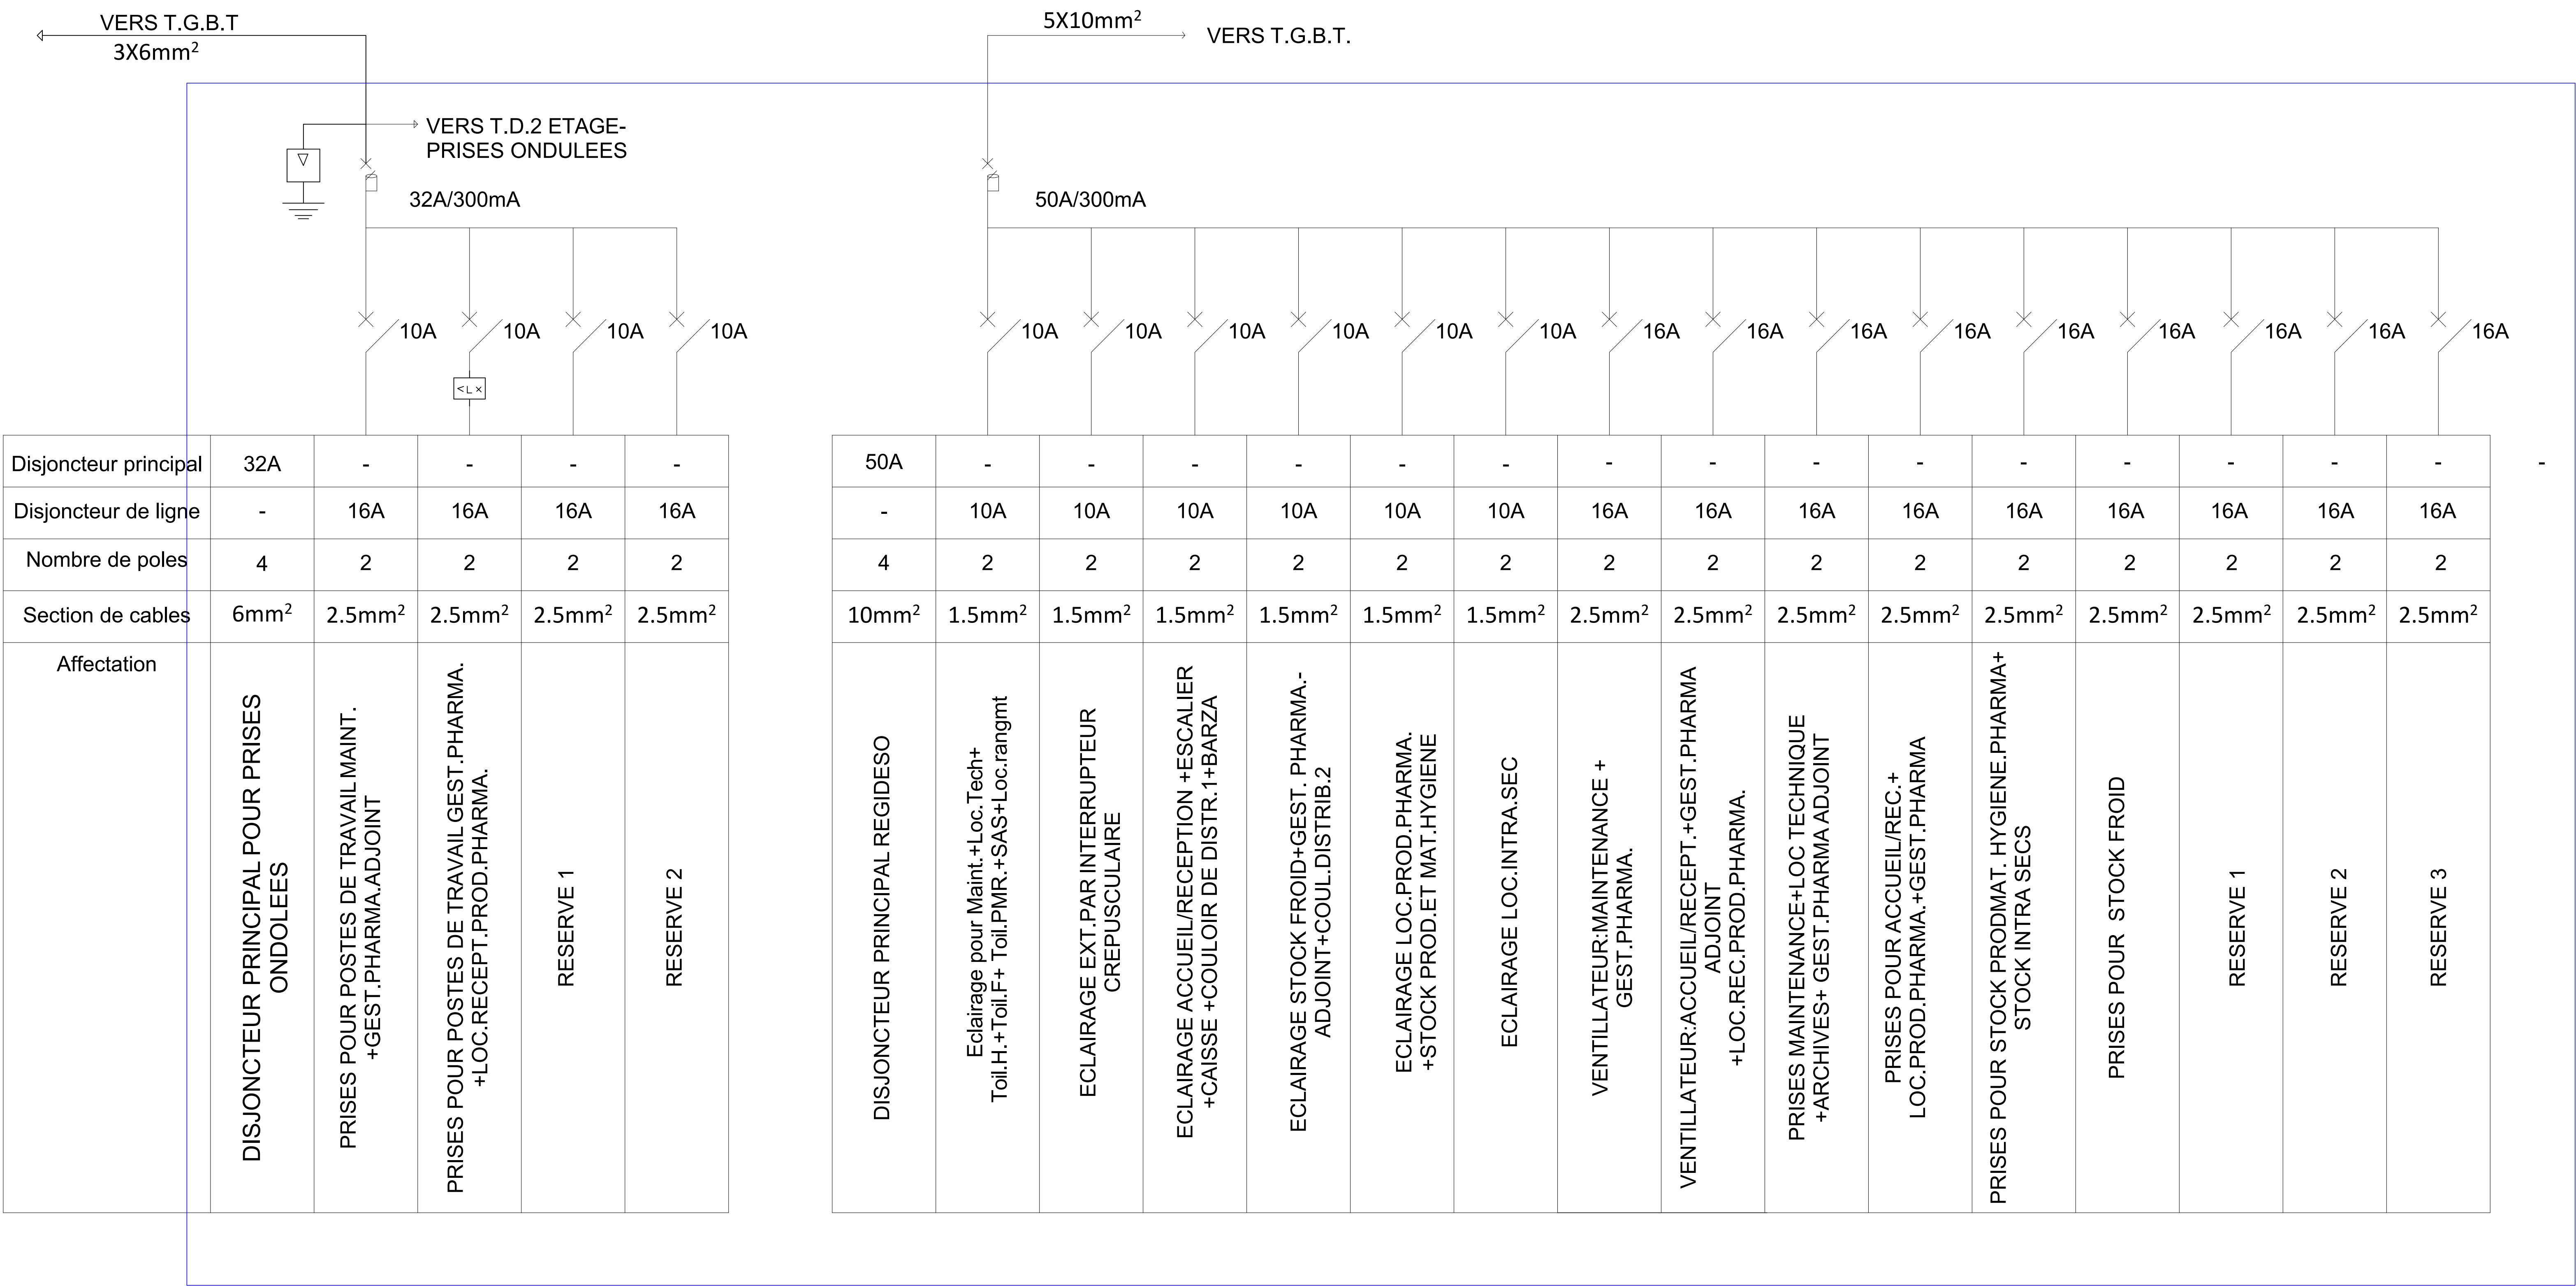 VERS T.G.B.T
3X6mm²
5X10mm²
VERS T.G.B.T.
VERS T.D.2 ETAGE-
PRISES ONDULEES
32A/300mA
50A/300mA
10A 10A 10A 10A
10A 10A 10A 10A 10A 10A 16A 16A 16A 16A 16A 16A 16A 16A 16A
<L×
Disjoncteur principal 32A - - - -
Disjoncteur de ligne - 16A 16A 16A 16A
Nombre de poles 4 2 2 2 2
Section de cables 6mm² 2.5mm² 2.5mm² 2.5mm² 2.5mm²
Affectation
DISJONCTEUR PRINCIPAL POUR PRISES
ONDOLEES
PRISES POUR POSTES DE TRAVAIL MAINT.
+GEST.PHARMA.ADJOINT
PRISES POUR POSTES DE TRAVAIL GEST.PHARMA.
+LOC.RECEPT.PROD.PHARMA.
RESERVE 1
RESERVE 2
50A - - - - - - - - - - - - - - - -
- 10A 10A 10A 10A 10A 10A 16A 16A 16A 16A 16A 16A 16A 16A 16A
4 2 2 2 2 2 2 2 2 2 2 2 2 2 2 2
10mm² 1.5mm² 1.5mm² 1.5mm² 1.5mm² 1.5mm² 1.5mm² 2.5mm² 2.5mm² 2.5mm² 2.5mm² 2.5mm² 2.5mm² 2.5mm² 2.5mm² 2.5mm²
DISJONCTEUR PRINCIPAL REGIDESO
Eclairage pour Maint.+Loc.Tech+
Toil.H.+Toil.F+ Toil.PMR.+SAS+Loc.rangmt
ECLAIRAGE EXT.PAR INTERRUPTEUR
CREPUSCULAIRE
ECLAIRAGE ACCUEIL/RECEPTION +ESCALIER
+CAISSE +COULOIR DE DISTR.1+BARZA
ECLAIRAGE STOCK FROID+GEST. PHARMA.-
ADJOINT+COUL.DISTRIB.2
ECLAIRAGE LOC.PROD.PHARMA.
+STOCK PROD.ET MAT.HYGIENE
ECLAIRAGE LOC.INTRA.SEC
VENTILLATEUR:MAINTENANCE +
GEST.PHARMA.
VENTILLATEUR:ACCUEIL/RECEPT.+GEST.PHARMA
ADJOINT
+LOC.REC.PROD.PHARMA.
PRISES MAINTENANCE+LOC TECHNIQUE
+ARCHIVES+ GEST.PHARMA ADJOINT
PRISES POUR ACCUEIL/REC.+
LOC.PROD.PHARMA.+GEST.PHARMA
PRISES POUR STOCK PRODMAT. HYGIENE.PHARMA+
STOCK INTRA SECS
PRISES POUR STOCK FROID
RESERVE 1
RESERVE 2
RESERVE 3